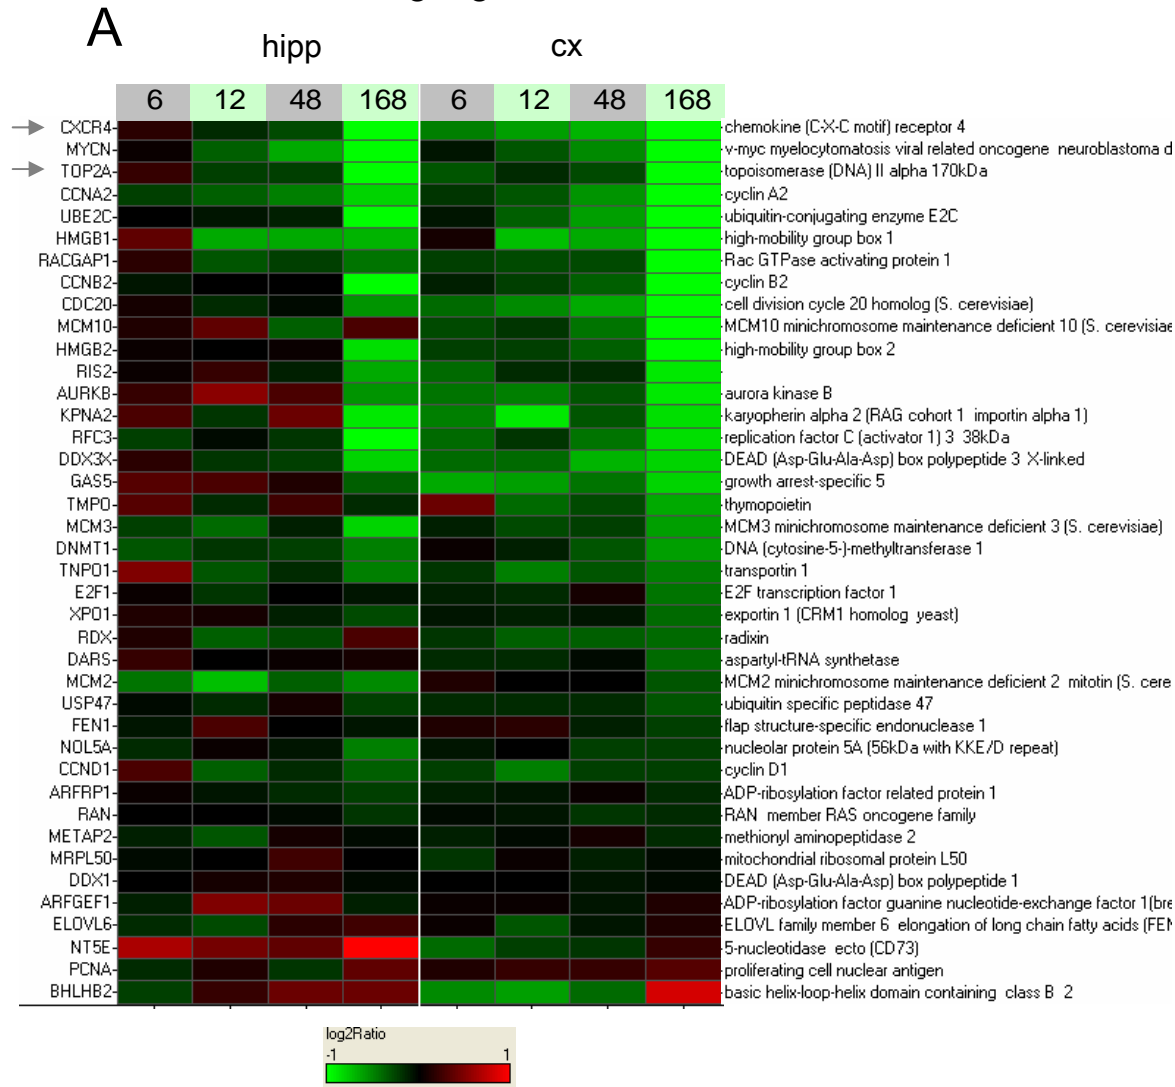 A
hipp cx
6 12 48 168 6 12 48 168
CXCR4 chemokine (C-X-C motif) receptor 4
MYCN v-myc myelocytomatosis viral related oncogene neuroblastoma d
TOP2A topoisomerase (DNA) II alpha 170kDa
CCNA2 cyclin A2
UBE2C ubiquitin-conjugating enzyme E2C
HMGB1 high-mobility group box 1
RACGAP1 Rac GTPase activating protein 1
CCNB2 cyclin B2
CDC20 cell division cycle 20 homolog (S. cerevisiae)
MCM10 MCM10 minichromosome maintenance deficient 10 (S. cerevisiae
HMGB2 high-mobility group box 2
RIS2
AURKB aurora kinase B
KPNA2 karyopherin alpha 2 (RAG cohort 1 importin alpha 1)
RFC3 replication factor C (activator 1) 3 38kDa
DDX3X DEAD (Asp-Glu-Ala-Asp) box polypeptide 3 X-linked
GAS5 growth arrest-specific 5
TMPO thymopoietin
MCM3 MCM3 minichromosome maintenance deficient 3 (S. cerevisiae)
DNMT1 DNA (cytosine-5-)-methyltransferase 1
TNPO1 transportin 1
E2F1 E2F transcription factor 1
XPO1 exportin 1 (CRM1 homolog yeast)
RDX radixin
DARS aspartyl-tRNA synthetase
MCM2 MCM2 minichromosome maintenance deficient 2 mitotin (S. cere
USP47 ubiquitin specific peptidase 47
FEN1 flap structure-specific endonuclease 1
NOL5A nucleolar protein 5A (56kDa with KKE/D repeat)
CCND1 cyclin D1
ARFRP1 ADP-ribosylation factor related protein 1
RAN RAN member RAS oncogene family
METAP2 methionyl aminopeptidase 2
MRPL50 mitochondrial ribosomal protein L50
DDX1 DEAD (Asp-Glu-Ala-Asp) box polypeptide 1
ARFGEF1 ADP-ribosylation factor guanine nucleotide-exchange factor 1(bre
ELOVL6 ELOVL family member 6 elongation of long chain fatty acids (FEN
NT5E 5-nucleotidase ecto (CD73)
PCNA proliferating cell nuclear antigen
BHLHB2 basic helix-loop-helix domain containing class B 2
log2Ratio
-1 1